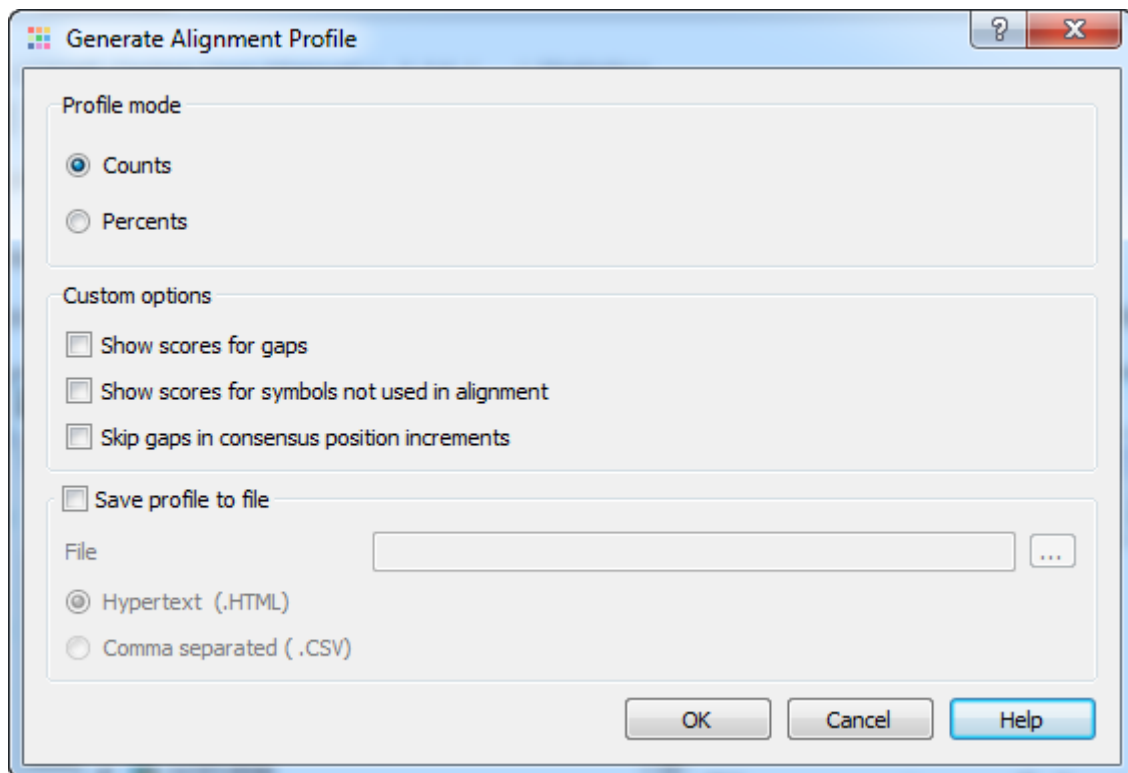 Generate Alignment Profile
?
Profile mode
Counts
Percents
Custom options
Show scores for gaps
Show scores for symbols not used in alignment
Skip gaps in consensus position increments
Save profile to file
File ...
Hypertext (.HTML)
Comma separated ( .CSV)
OK Cancel Help